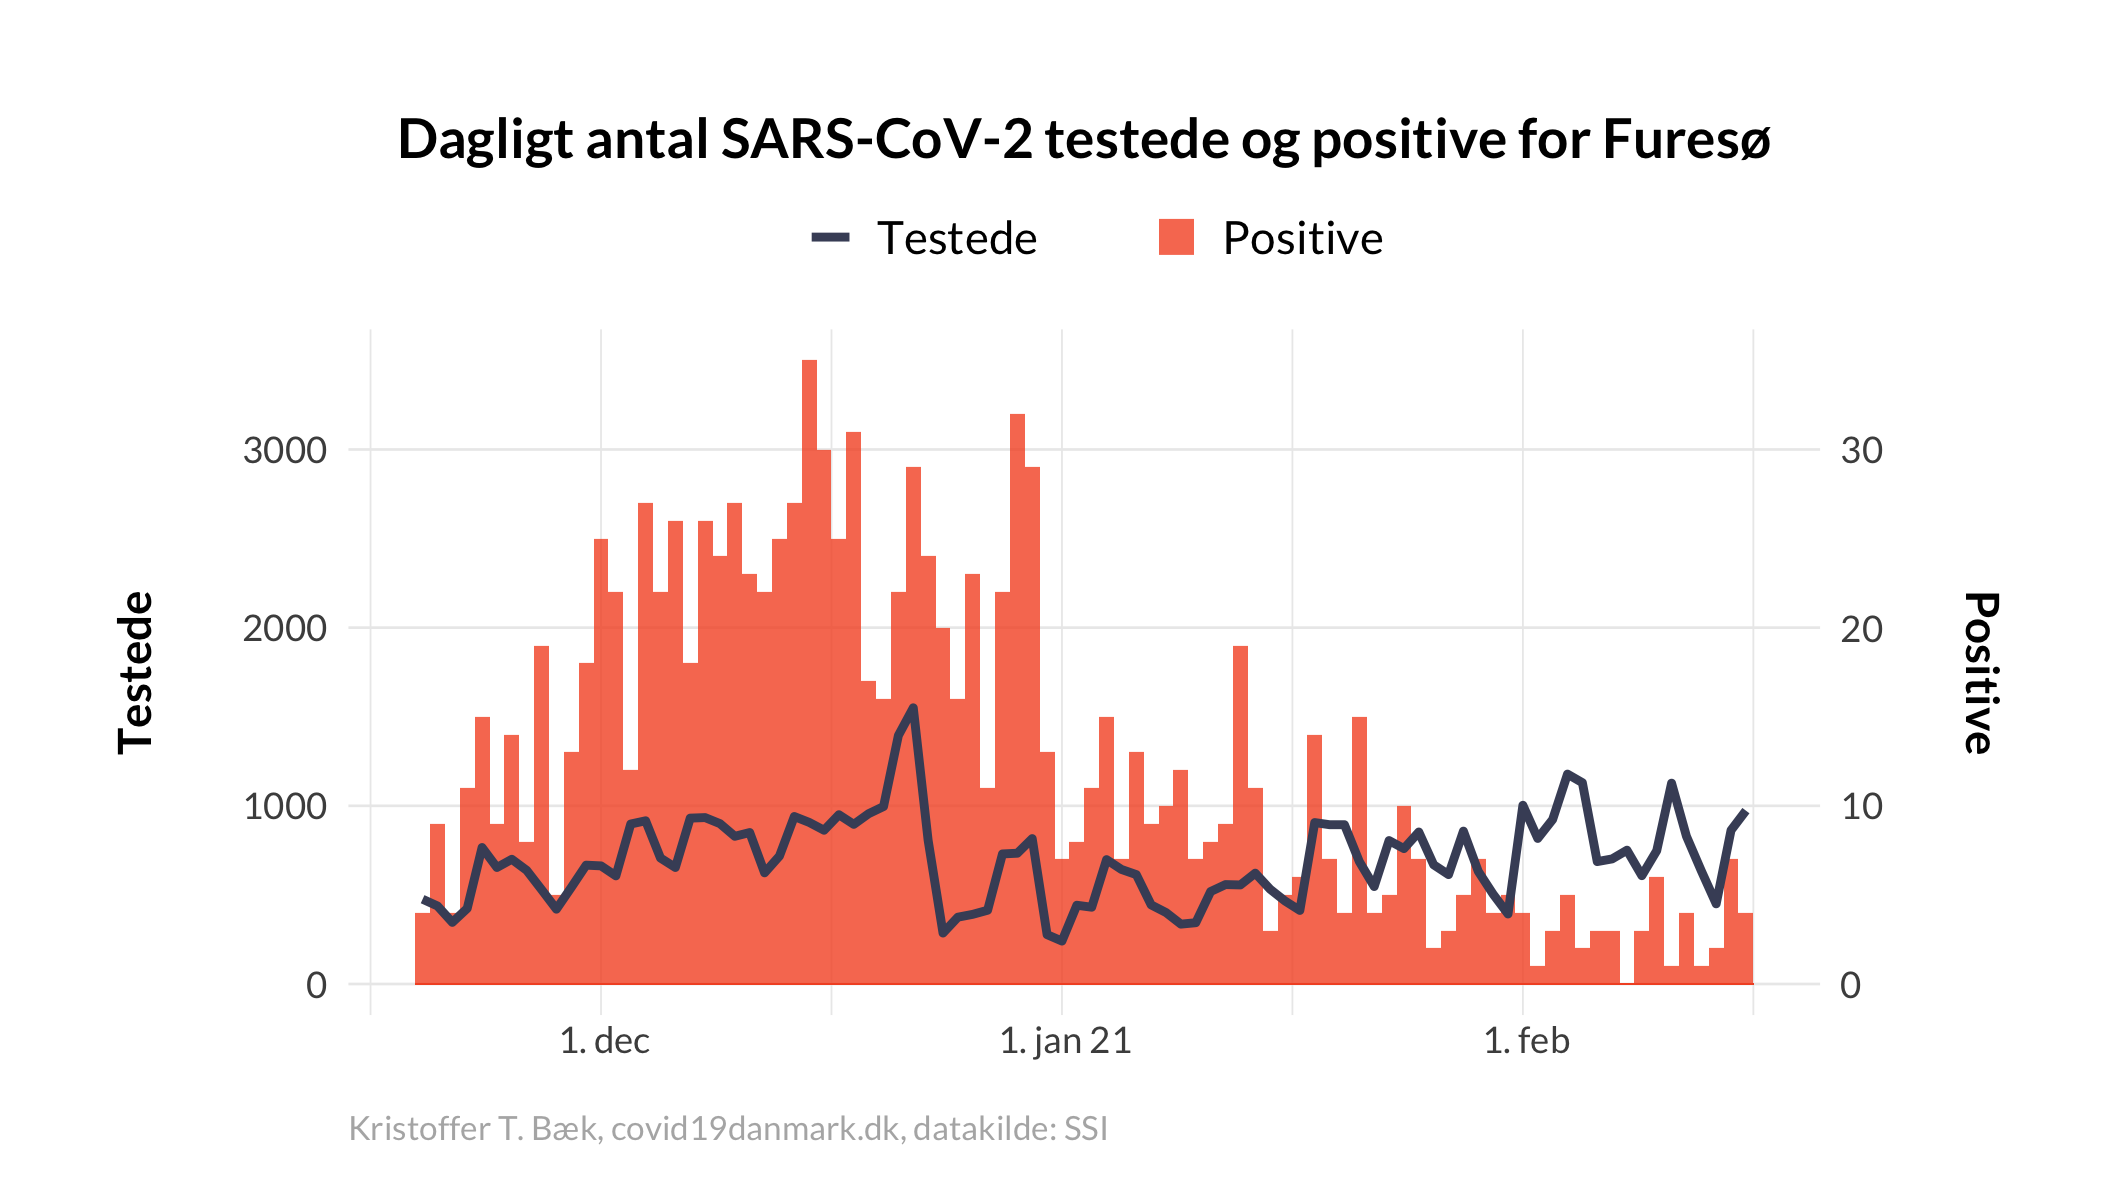 Dagligt antal SARS-CoV-2 testede og positive for Furesø
Testede Positive
3000
2000
1000
0
Testede
30
20
10
0
Positive
1. dec 1. jan 21 1. feb
Kristoffer T. Bæk, covid19danmark.dk, datakilde: SSI